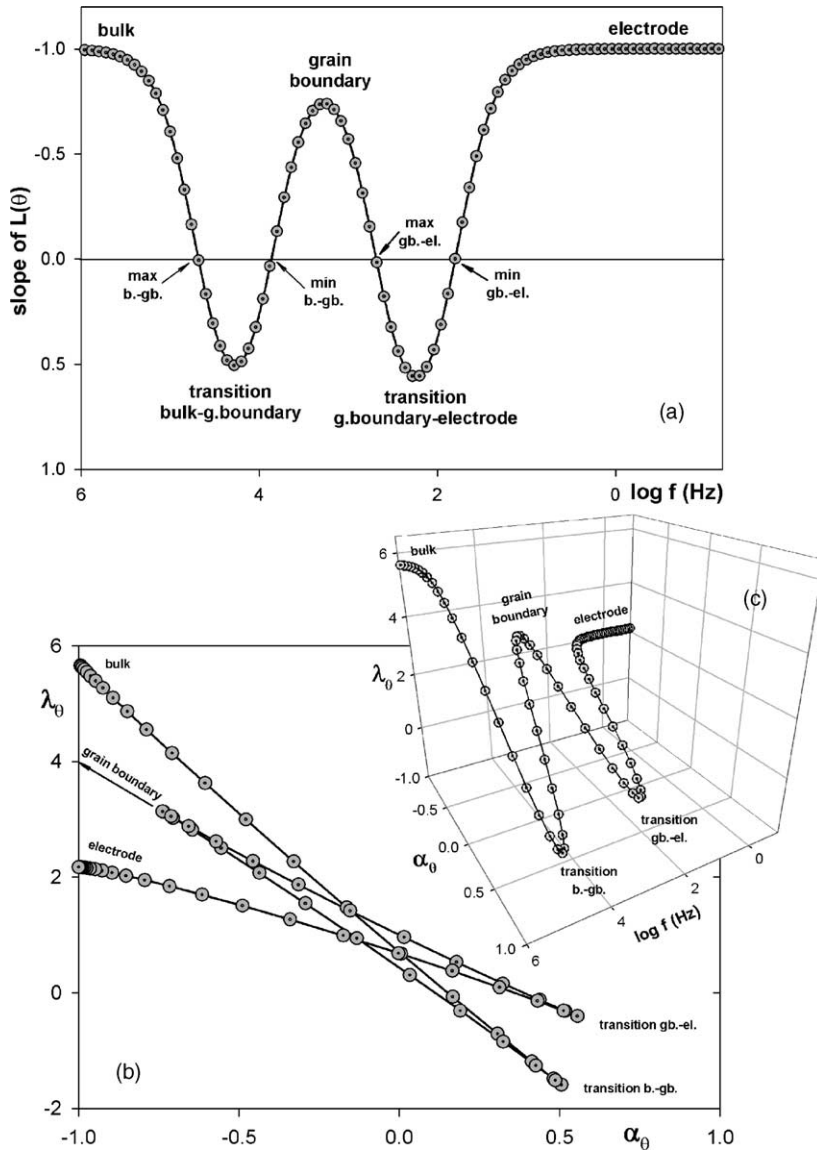 bulk
electrode
-1.0
grain
boundary
-0.5
max
gb.-el.
0.0
max
b.-gb.
min
b.-gb.
min
gb.-el.
slope of L(θ)
0.5
transition
bulk-g.boundary
transition
g.boundary-electrode
(a)
1.0
6
4
2
0
log f (Hz)
6
bulk
(c)
grain
boundary
electrode
4
λθ
2
0
-1.0
-0.5
0.0
αθ
0.5
1.0
transition
gb.-el.
transition
b.-gb.
0
2
4
6
log f (Hz)
6
bulk
λθ
4
grain boundary
electrode
2
0
transition gb.-el.
transition b.-gb.
(b)
-2
-1.0
-0.5
0.0
0.5
αθ
1.0